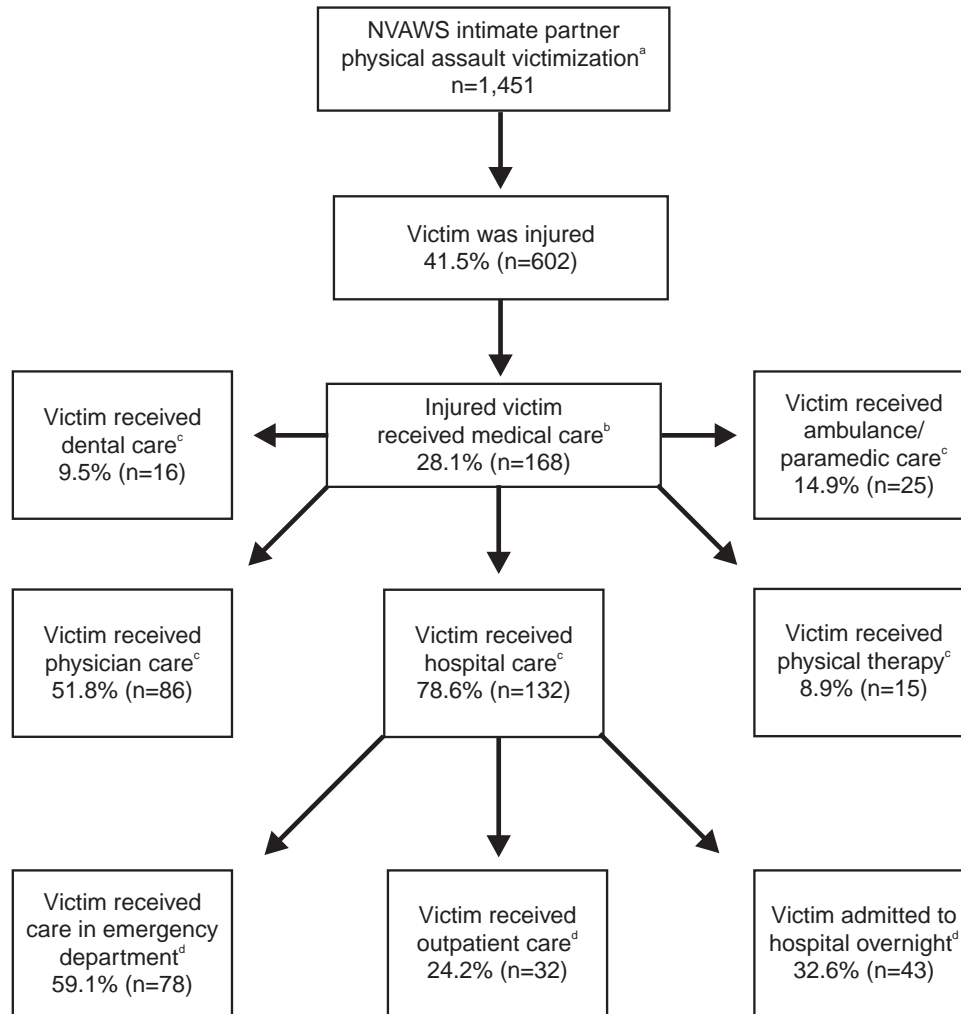 NVAWS intimate partner
physical assault victimizationa
n=1,451
Victim was injured
41.5% (n=602)
Victim received
dental carec
9.5% (n=16)
Injured victim
received medical careb
28.1% (n=168)
Victim received
ambulance/
paramedic carec
14.9% (n=25)
Victim received
physician carec
51.8% (n=86)
Victim received
hospital carec
78.6% (n=132)
Victim received
physical therapyc
8.9% (n=15)
Victim received
care in emergency
departmentd
59.1% (n=78)
Victim received
outpatient cared
24.2% (n=32)
Victim admitted to
hospital overnightd
32.6% (n=43)